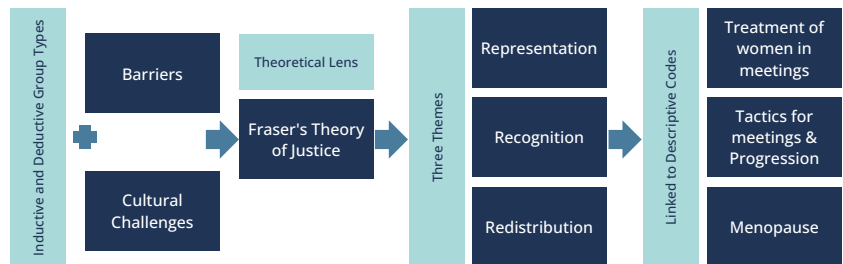 Inductive and Deductive Group Types
Barriers
Cultural
Challenges
Theoretical Lens
Fraser's Theory
of Justice
Three Themes
Representation
Recognition
Redistribution
Linked to Descriptive Codes
Treatment of
women in
meetings
Tactics for
meetings &
Progression
Menopause